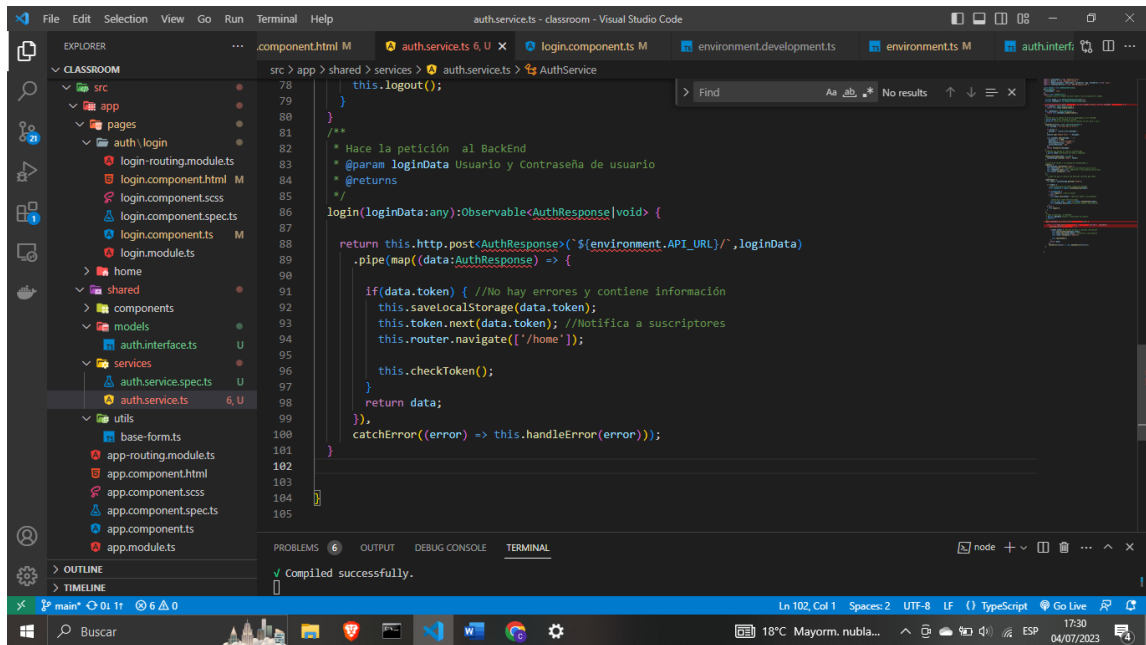 File Edit Selection View Go Run Terminal Help auth.service.ts - classroom - Visual Studio Code
EXPLORER
.component.html M auth.service.ts 6, U login.component.ts M environment.development.ts environment.ts M auth.interf
CLASSROOM
src > app > shared > services > auth.service.ts > AuthService
Find Aa ab .* No results
src
app
pages
auth\login
login-routing.module.ts
login.component.html M
login.component.scss
login.component.spec.ts
login.component.ts M
login.module.ts
home
shared
components
models
auth.interface.ts U
services
auth.service.spec.ts U
auth.service.ts 6, U
utils
base-form.ts
app-routing.module.ts
app.component.html
app.component.scss
app.component.spec.ts
app.component.ts
app.module.ts
OUTLINE
TIMELINE
21
1
78 this.logout();
79 }
80 }
81 /**
82 * Hace la petición  al BackEnd
83 * @param loginData Usuario y Contraseña de usuario
84 * @returns
85 */
86 login(loginData:any):Observable<AuthResponse|void> {
87
88 return this.http.post<AuthResponse>(`${environment.API_URL}/`,loginData)
89 .pipe(map((data:AuthResponse) => {
90
91 if(data.token) { //No hay errores y contiene información
92 this.saveLocalStorage(data.token);
93 this.token.next(data.token); //Notifica a suscriptores
94 this.router.navigate(['/home']);
95
96 this.checkToken();
97 }
98 return data;
99 }),
100 catchError((error) => this.handleError(error)));
101 }
102
103
104 }
105
PROBLEMS 6 OUTPUT DEBUG CONSOLE TERMINAL node
√ Compiled successfully.
main* 0↓ 1↑ 6 0 Ln 102, Col 1 Spaces: 2 UTF-8 LF {} TypeScript Go Live
Buscar 18°C Mayorm. nubla... ESP 17:30
04/07/2023 4